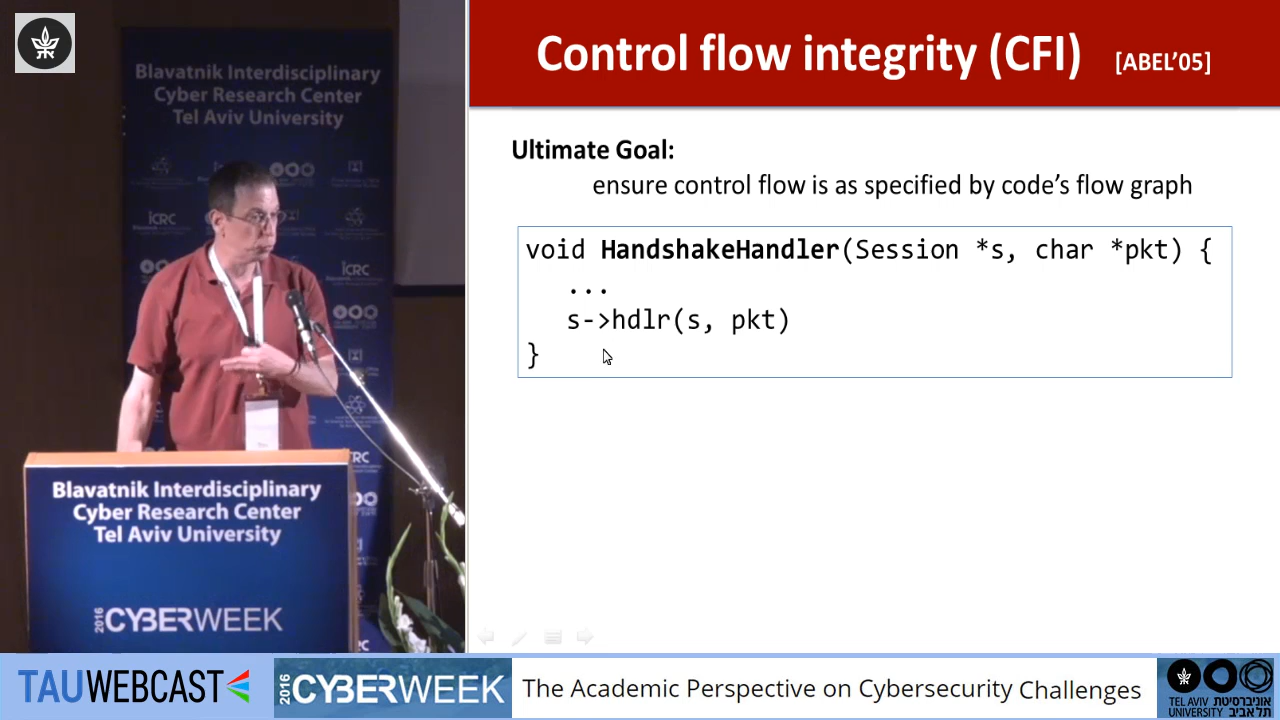 Blavatnik Interdisciplinary
Cyber Research Center
Tel Aviv University
iCRC
iCRC
Blavatnik Interdisciplinary
Cyber Research Center
Tel Aviv University
2016 CYBERWEEK
Control flow integrity (CFI) [ABEL’05]
Ultimate Goal:
ensure control flow is as specified by code’s flow graph
void HandshakeHandler(Session *s, char *pkt) {
...
s->hdlr(s, pkt)
}
TAUWEBCAST
2016 CYBERWEEK
The Academic Perspective on Cybersecurity Challenges
TEL AVIV אוניברסיטת
UNIVERSITY תל אביב